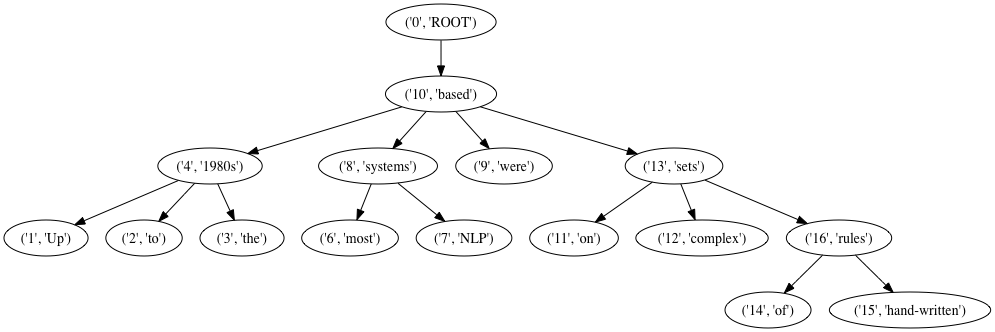 ('0', 'ROOT')
('10', 'based')
('4', '1980s')
('8', 'systems')
('9', 'were')
('13', 'sets')
('1', 'Up')
('2', 'to')
('3', 'the')
('6', 'most')
('7', 'NLP')
('11', 'on')
('12', 'complex')
('16', 'rules')
('14', 'of')
('15', 'hand-written')